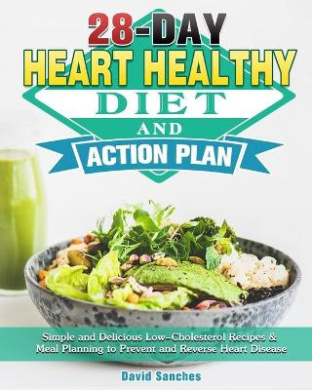 28-DAY
HEART HEALTHY
DIET
AND
ACTION PLAN
Simple and Delicious Low-Cholesterol Recipes &
Meal Planning to Prevent and Reverse Heart Disease
David Sanches